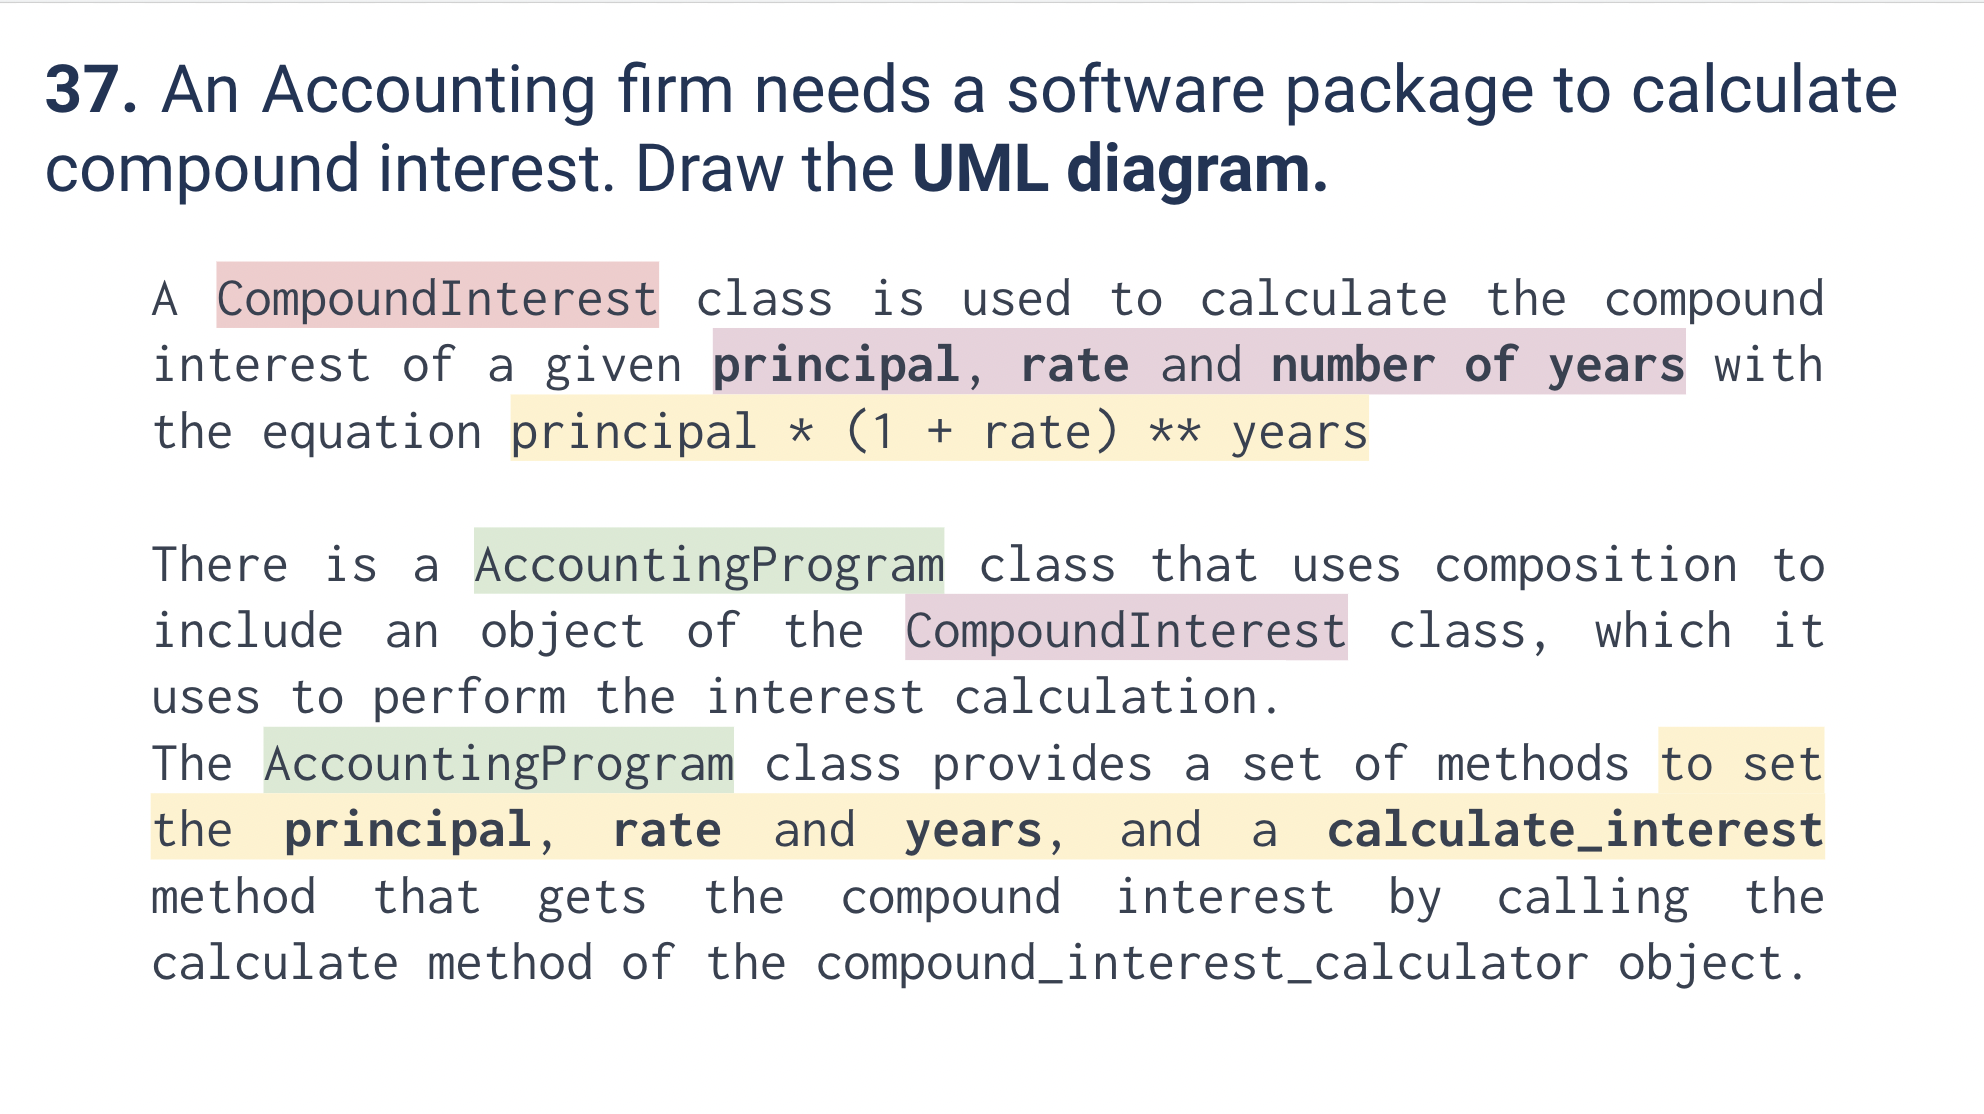 37. An Accounting firm needs a software package to calculate
compound interest. Draw the UML diagram.
A CompoundInterest class is used to calculate the compound
interest of a given principal, rate and number of years with
the equation principal * (1 + rate) ** years
There is a AccountingProgram class that uses composition to
include an object of the CompoundInterest class, which it
uses to perform the interest calculation.
The AccountingProgram class provides a set of methods to set
the principal, rate and years, and a calculate_interest
method that gets the compound interest by calling the
calculate method of the compound_interest_calculator object.